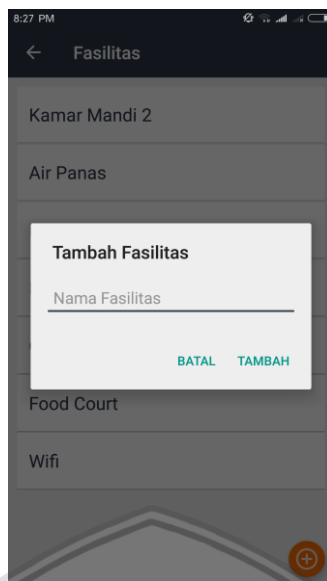 8:27 PM
Fasilitas
Kamar Mandi 2
Air Panas
Tambah Fasilitas
Nama Fasilitas
BATAL TAMBAH
Food Court
Wifi